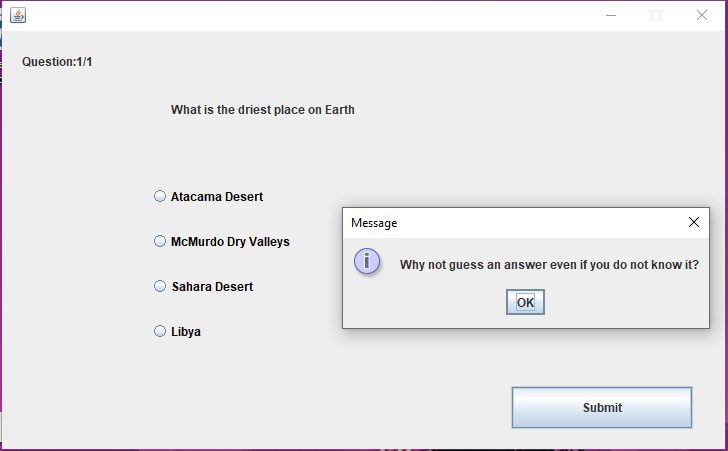 Question:1/1
What is the driest place on Earth
Atacama Desert
McMurdo Dry Valleys
Sahara Desert
Libya
Message
Why not guess an answer even if you do not know it?
OK
Submit